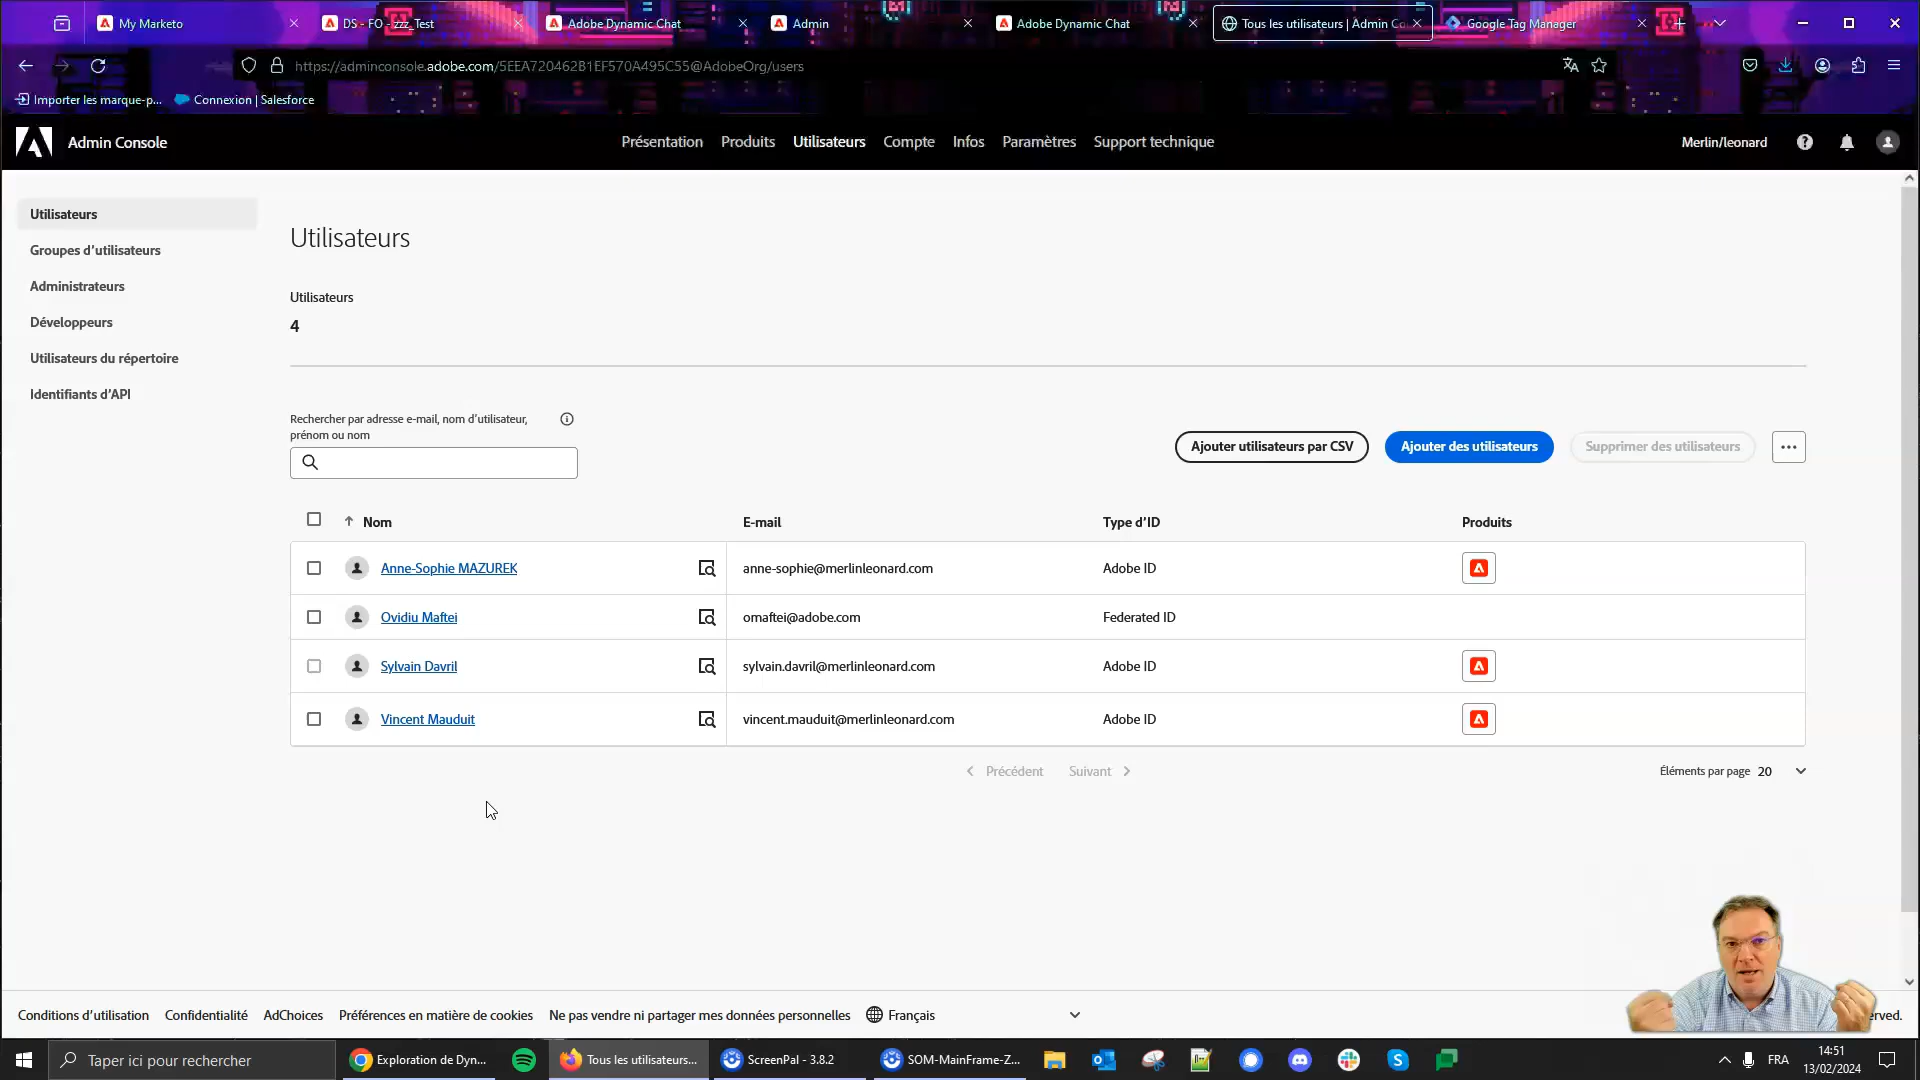 My Marketo
DS - FO - zzz_Test
Adobe Dynamic Chat
Admin
Adobe Dynamic Chat
Tous les utilisateurs | Admin Co
Google Tag Manager
https://adminconsole.adobe.com/5EEA720462B1EF570A495C55@AdobeOrg/users
Importer les marque-p...
Connexion | Salesforce
Admin Console
Présentation
Produits
Utilisateurs
Compte
Infos
Paramètres
Support technique
Merlin/leonard
Utilisateurs
Groupes d’utilisateurs
Administrateurs
Développeurs
Utilisateurs du répertoire
Identifiants d’API
Utilisateurs
Utilisateurs
4
Rechercher par adresse e-mail, nom d’utilisateur,
prénom ou nom
Ajouter utilisateurs par CSV
Ajouter des utilisateurs
Supprimer des utilisateurs
Nom
E-mail
Type d’ID
Produits
Anne-Sophie MAZUREK
anne-sophie@merlinleonard.com
Adobe ID
Ovidiu Maftei
omaftei@adobe.com
Federated ID
Sylvain Davril
sylvain.davril@merlinleonard.com
Adobe ID
Vincent Mauduit
vincent.mauduit@merlinleonard.com
Adobe ID
Précédent
Suivant
Éléments par page 20
Conditions d’utilisation
Confidentialité
AdChoices
Préférences en matière de cookies
Ne pas vendre ni partager mes données personnelles
Français
erved.
Taper ici pour rechercher
Exploration de Dyn...
Tous les utilisateurs...
ScreenPal - 3.8.2
SOM-MainFrame-Z...
FRA
14:51
13/02/2024